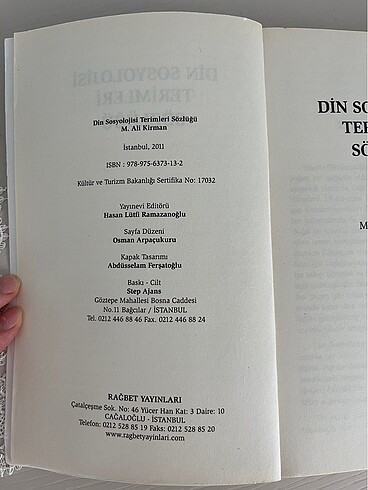 Din Sosyolojisi Terimleri Sözlüğü
M. Ali Kirman
İstanbul, 2011
ISBN : 978-975-6373-13-2
Kültür ve Turizm Bakanlığı Sertifika No: 17032
Yayınevi Editörü
Hasan Lütfi Ramazanoğlu
Sayfa Düzeni
Osman Arpaçukuru
Kapak Tasarımı
Abdüsselam Ferşatoğlu
Baskı - Cilt
Step Ajans
Göztepe Mahallesi Bosna Caddesi
No.11 Bağcılar / İSTANBUL
Tel. 0212 446 88 46 Fax. 0212 446 88 24
RAĞBET YAYINLARI
Çatalçeşme Sok. No: 46 Yücer Han Kat: 3 Daire: 10
CAĞALOĞLU - İSTANBUL
Telefon: 0212 528 85 19 Faks: 0212 528 85 20
www.ragbetyayinlari.com
DİN SO
TER
SÖ
M